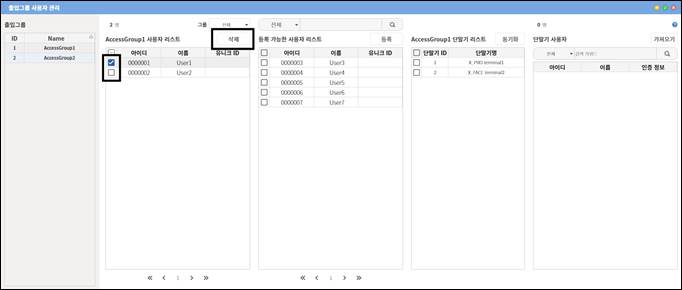 출입그룹 사용자 관리
출입그룹
ID Name
1 AccessGroup1
2 AccessGroup2
2 명 그룹 전체
AccessGroup1 사용자 리스트 삭제
아이디 이름 유니크 ID
0000001 User1
0000002 User2
1
전체
등록 가능한 사용자 리스트 등록
아이디 이름 유니크 ID
0000003 User3
0000004 User4
0000005 User5
0000006 User6
0000007 User7
1
AccessGroup1 단말기 리스트 동기화
단말기 ID 단말기명
1 X_PRO terminal1
2 X_FACE terminal2
0 명
단말기 사용자 가져오기
전체
아이디 이름 인증 정보